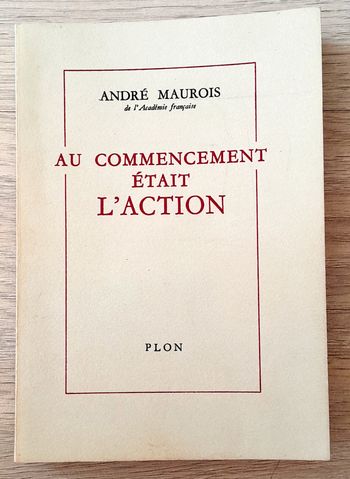 ANDRÉ MAUROIS
de l'Académie française
AU COMMENCEMENT
ÉTAIT
L'ACTION
PLON